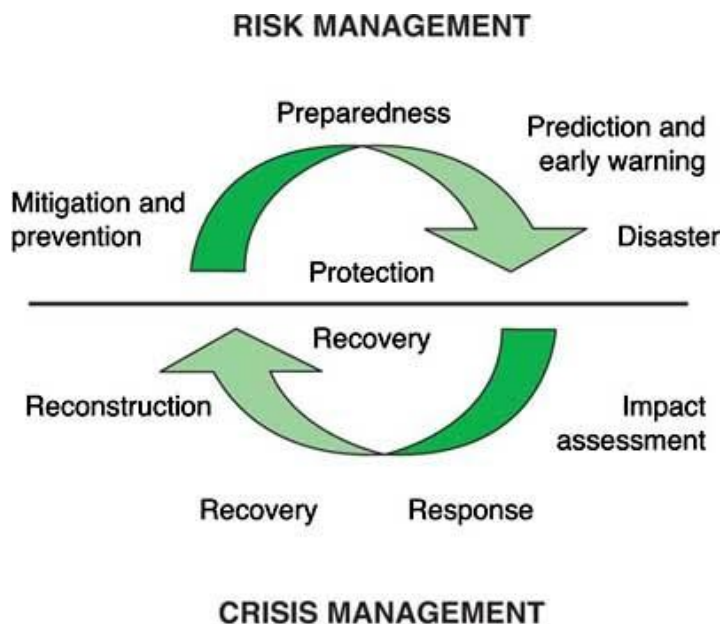 RISK MANAGEMENT
Preparedness
Prediction and
early warning
Mitigation and
prevention
Disaster
Protection
Recovery
Reconstruction
Impact
assessment
Recovery
Response
CRISIS MANAGEMENT